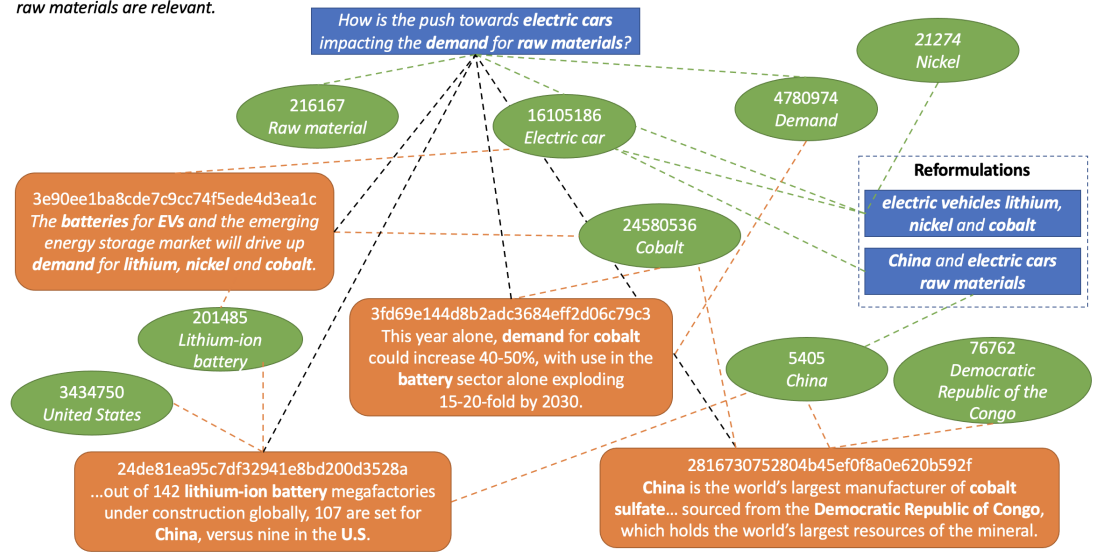 raw materials are relevant.
How is the push towards electric cars
impacting the demand for raw materials?
21274
Nickel
216167
Raw material
16105186
Electric car
4780974
Demand
Reformulations
electric vehicles lithium,
nickel and cobalt
China and electric cars
raw materials
3e90ee1ba8cde7c9cc74f5ede4d3ea1c
The batteries for EVs and the emerging
energy storage market will drive up
demand for lithium, nickel and cobalt.
24580536
Cobalt
201485
Lithium-ion
battery
3fd69e144d8b2adc3684eff2d06c79c3
This year alone, demand for cobalt
could increase 40-50%, with use in the
battery sector alone exploding
15-20-fold by 2030.
5405
China
76762
Democratic
Republic of the
Congo
3434750
United States
24de81ea95c7df32941e8bd200d3528a
...out of 142 lithium-ion battery megafactories
under construction globally, 107 are set for
China, versus nine in the U.S.
2816730752804b45ef0f8a0e620b592f
China is the world's largest manufacturer of cobalt
sulfate... sourced from the Democratic Republic of Congo,
which holds the world's largest resources of the mineral.